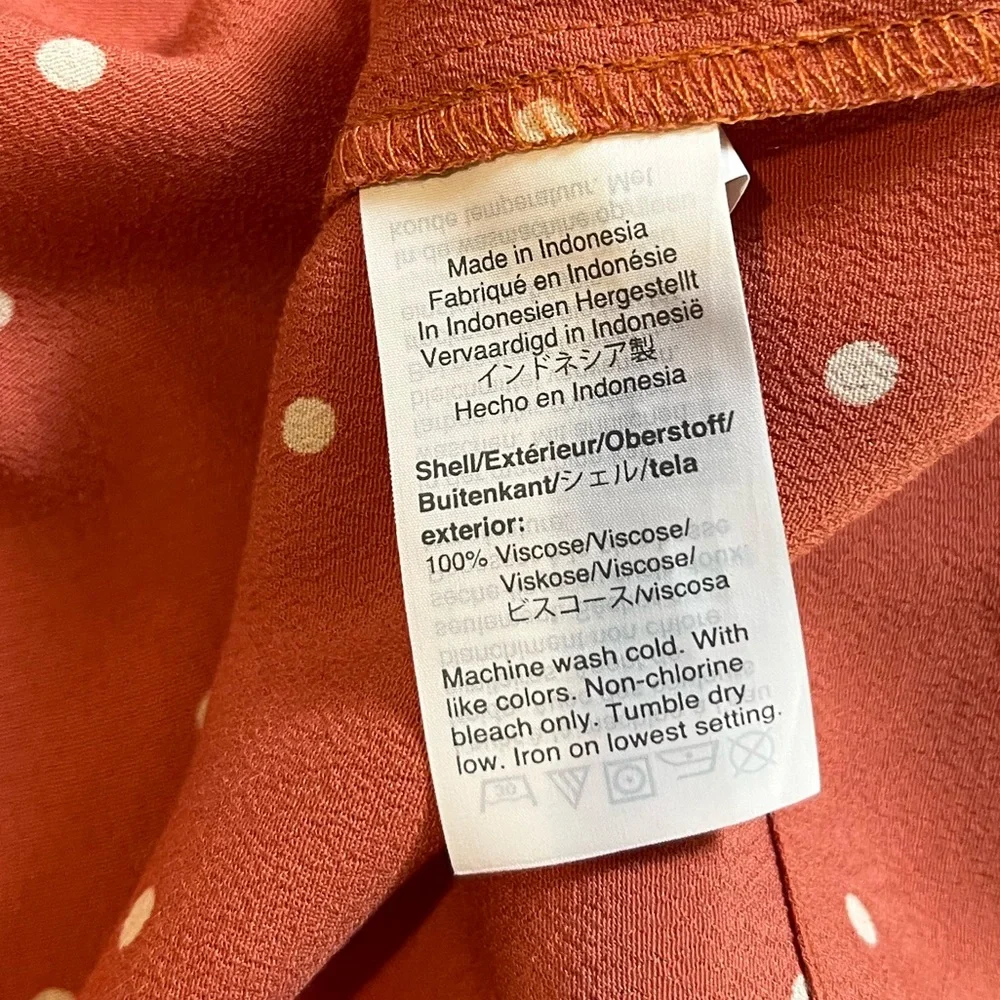 Made in Indonesia
Fabriqué en Indonésie
In Indonesien Hergestellt
Vervaardigd in Indonesië
インドネシア製
Hecho en Indonesia
Shell/Extérieur/Oberstoff/
Buitenkant/シェル/tela
exterior:
100% Viscose/Viscose/
Viskose/Viscose/
ビスコース/viscosa
Machine wash cold. With
like colors. Non-chlorine
bleach only. Tumble dry
low. Iron on lowest setting.
30